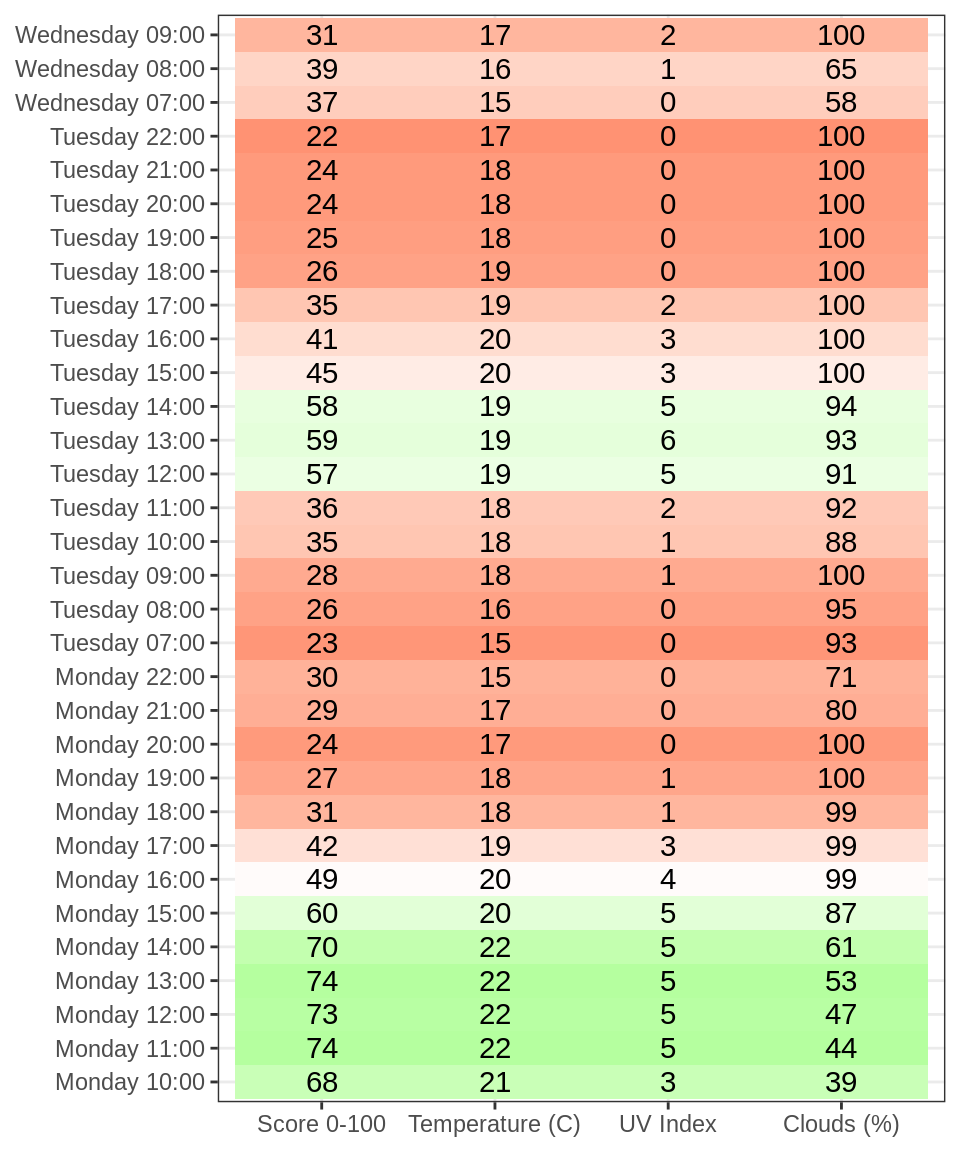 Wednesday 09:00 31 17 2 100
Wednesday 08:00 39 16 1 65
Wednesday 07:00 37 15 0 58
Tuesday 22:00 22 17 0 100
Tuesday 21:00 24 18 0 100
Tuesday 20:00 24 18 0 100
Tuesday 19:00 25 18 0 100
Tuesday 18:00 26 19 0 100
Tuesday 17:00 35 19 2 100
Tuesday 16:00 41 20 3 100
Tuesday 15:00 45 20 3 100
Tuesday 14:00 58 19 5 94
Tuesday 13:00 59 19 6 93
Tuesday 12:00 57 19 5 91
Tuesday 11:00 36 18 2 92
Tuesday 10:00 35 18 1 88
Tuesday 09:00 28 18 1 100
Tuesday 08:00 26 16 0 95
Tuesday 07:00 23 15 0 93
Monday 22:00 30 15 0 71
Monday 21:00 29 17 0 80
Monday 20:00 24 17 0 100
Monday 19:00 27 18 1 100
Monday 18:00 31 18 1 99
Monday 17:00 42 19 3 99
Monday 16:00 49 20 4 99
Monday 15:00 60 20 5 87
Monday 14:00 70 22 5 61
Monday 13:00 74 22 5 53
Monday 12:00 73 22 5 47
Monday 11:00 74 22 5 44
Monday 10:00 68 21 3 39
Score 0-100 Temperature (C) UV Index Clouds (%)